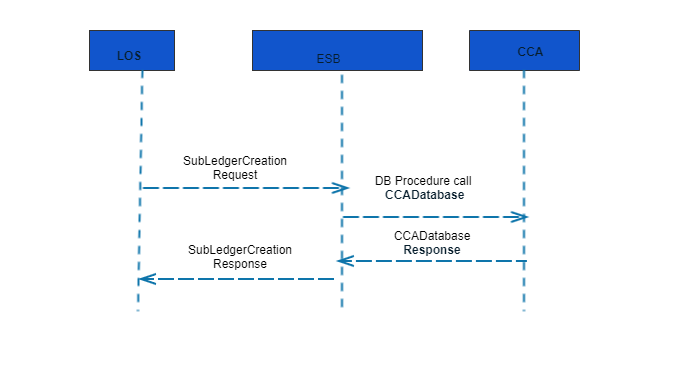 LOS
ESB
CCA
SubLedgerCreation
Request
DB Procedure call
CCADatabase
CCADatabase
Response
SubLedgerCreation
Response